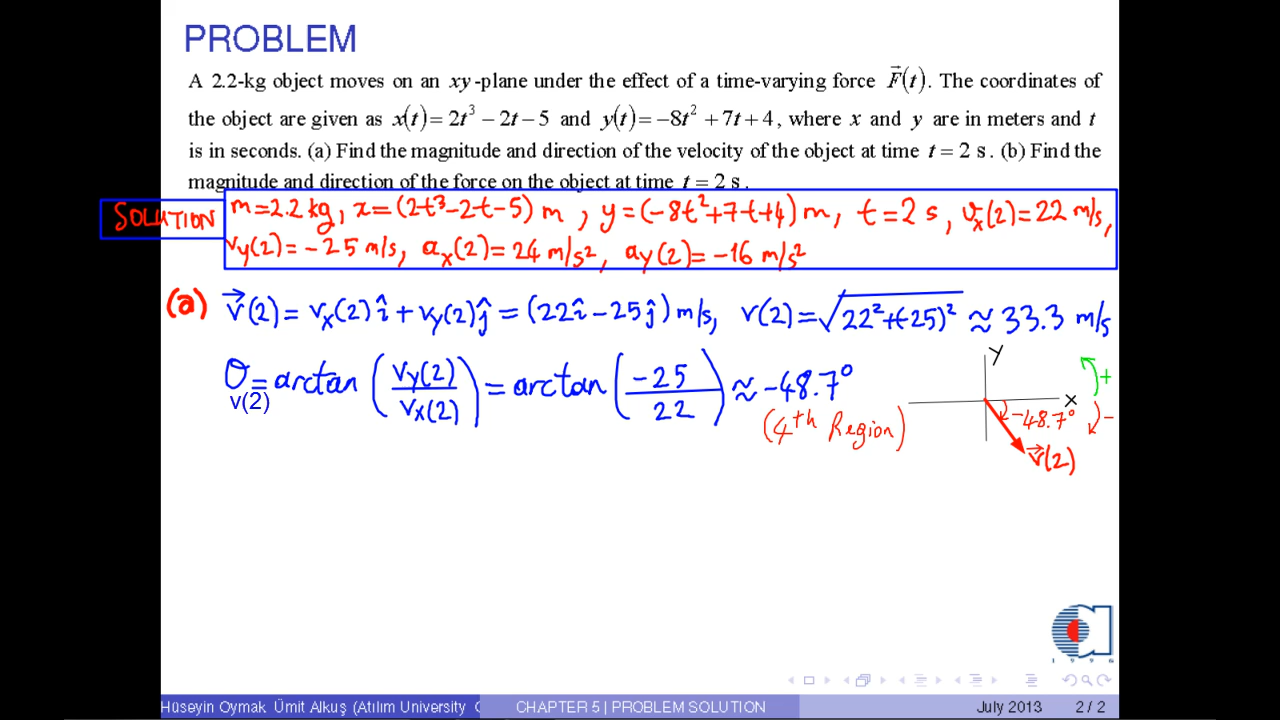 PROBLEM
A 2.2-kg object moves on an xy-plane under the effect of a time-varying force F⃗(t). The coordinates of
the object are given as x(t)=2t³−2t−5 and y(t)=−8t²+7t+4, where x and y are in meters and t
is in seconds. (a) Find the magnitude and direction of the velocity of the object at time t=2 s. (b) Find the
magnitude and direction of the force on the object at time t=2 s.
SOLUTION
m=2.2 kg, x=(2t³-2t-5) m, y=(-8t²+7t+4) m, t=2 s, vx(2)=22 m/s,
vy(2)=-25 m/s, ax(2)=24 m/s², ay(2)=-16 m/s²
(a) v⃗(2)=vx(2)î+vy(2)ĵ=(22î-25ĵ) m/s, v(2)=√22²+(-25)² ≈ 33.3 m/s
θv(2)=arctan(vy(2)/vx(2))=arctan(-25/22)≈-48.7°
(4th Region)
y
x
+
-48.7°
-
v⃗(2)
1 9 9 6
Hüseyin Oymak, Ümit Alkuş (Atılım University
CHAPTER 5 | PROBLEM SOLUTION
July 2013 2 / 2